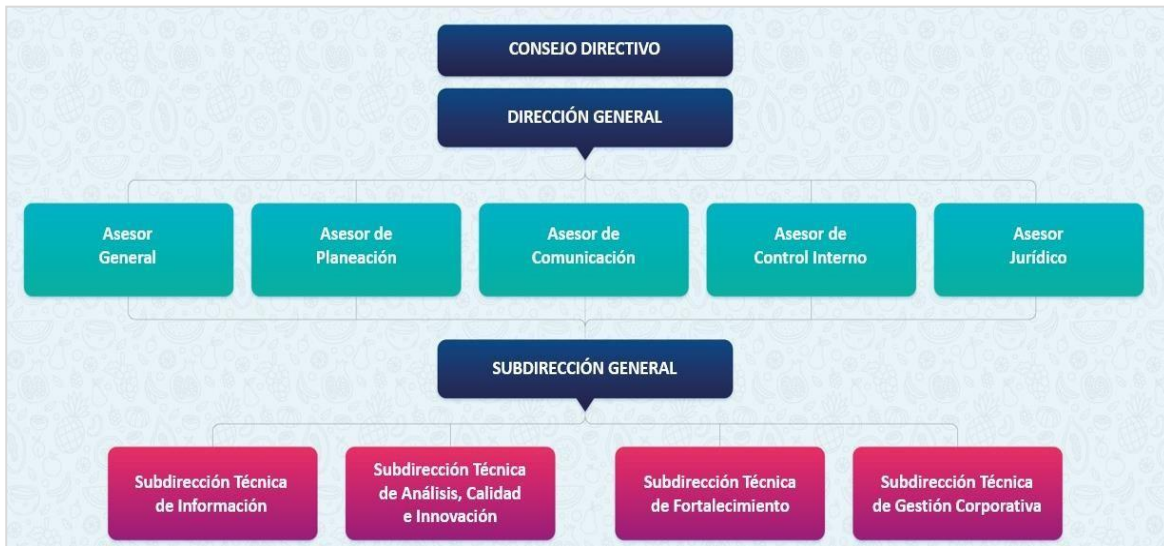 CONSEJO DIRECTIVO
DIRECCIÓN GENERAL
Asesor
General
Asesor de
Planeación
Asesor de
Comunicación
Asesor de
Control Interno
Asesor
Jurídico
SUBDIRECCIÓN GENERAL
Subdirección Técnica
de Información
Subdirección Técnica
de Análisis, Calidad
e Innovación
Subdirección Técnica
de Fortalecimiento
Subdirección Técnica
de Gestión Corporativa